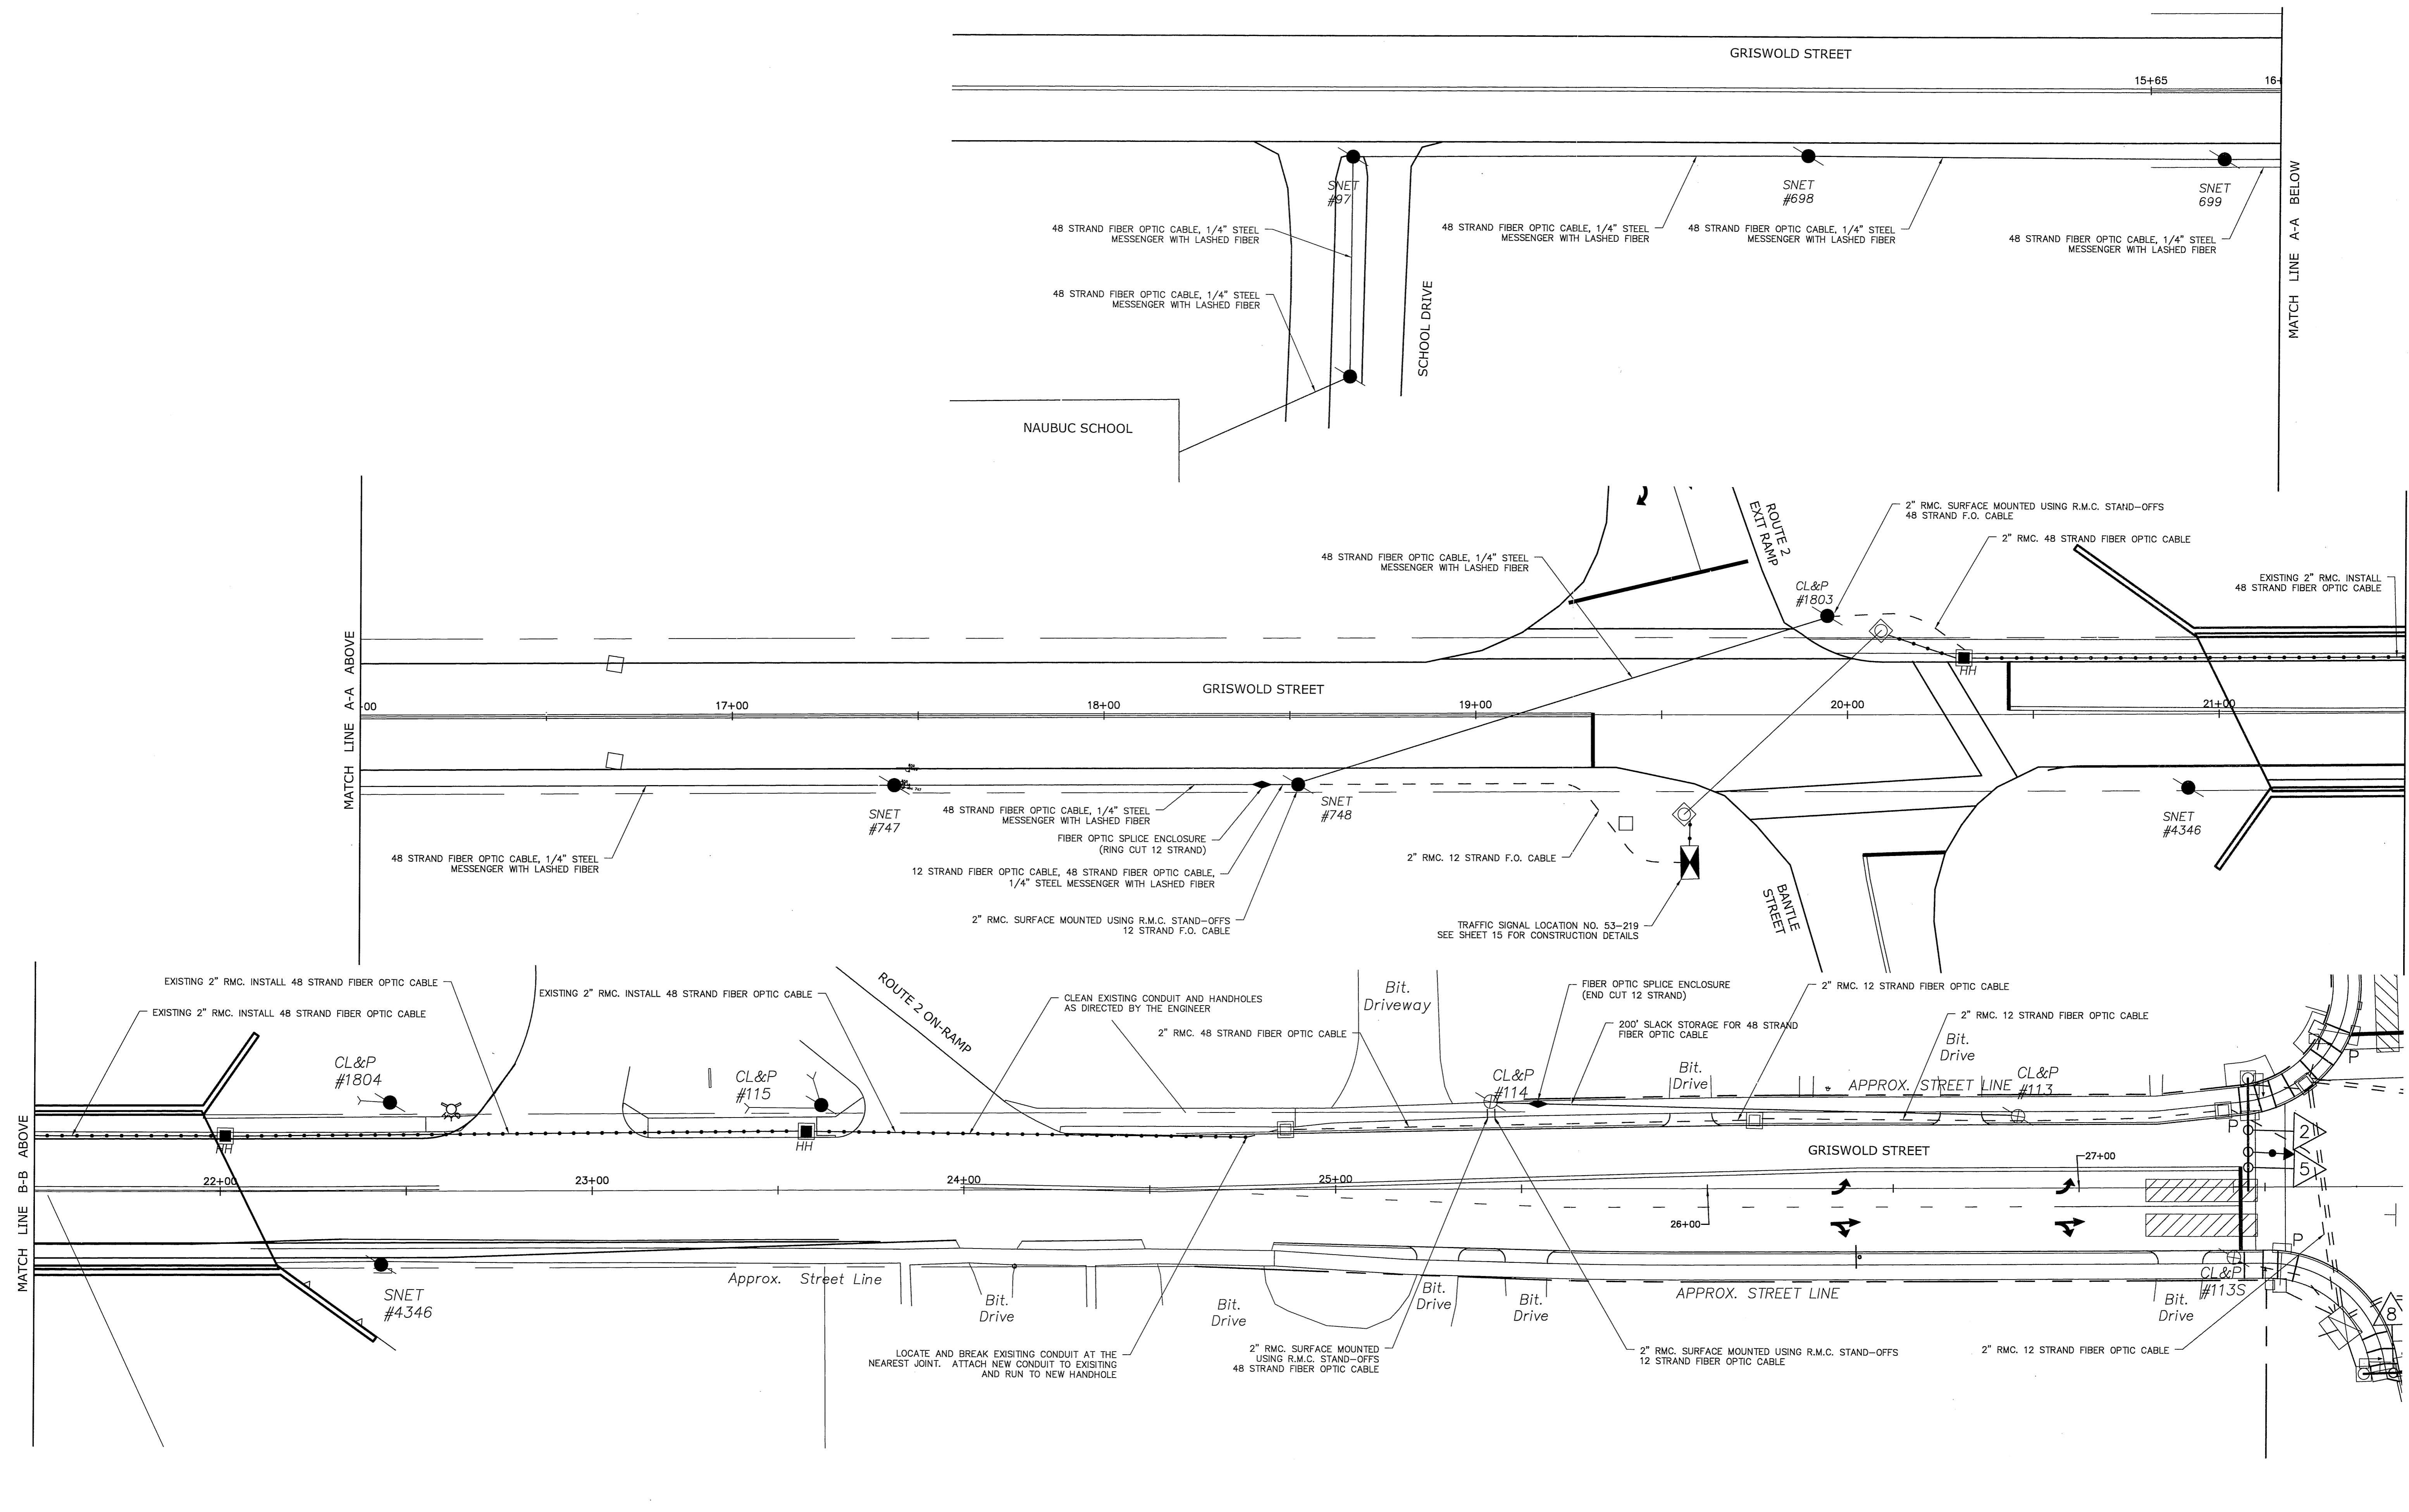 GRISWOLD STREET
15+65
16+
SNET
#97
SNET
#698
SNET
699
48 STRAND FIBER OPTIC CABLE, 1/4" STEEL
MESSENGER WITH LASHED FIBER
48 STRAND FIBER OPTIC CABLE, 1/4" STEEL
MESSENGER WITH LASHED FIBER
48 STRAND FIBER OPTIC CABLE, 1/4" STEEL
MESSENGER WITH LASHED FIBER
48 STRAND FIBER OPTIC CABLE, 1/4" STEEL
MESSENGER WITH LASHED FIBER
48 STRAND FIBER OPTIC CABLE, 1/4" STEEL
MESSENGER WITH LASHED FIBER
SCHOOL DRIVE
NAUBUC SCHOOL
MATCH LINE A-A BELOW
MATCH LINE A-A ABOVE
ROUTE 2
EXIT RAMP
2" RMC. SURFACE MOUNTED USING R.M.C. STAND-OFFS
48 STRAND F.O. CABLE
2" RMC. 48 STRAND FIBER OPTIC CABLE
48 STRAND FIBER OPTIC CABLE, 1/4" STEEL
MESSENGER WITH LASHED FIBER
CL&P
#1803
EXISTING 2" RMC. INSTALL
48 STRAND FIBER OPTIC CABLE
HH
GRISWOLD STREET
00
17+00
18+00
19+00
20+00
21+00
SNET
#747
48 STRAND FIBER OPTIC CABLE, 1/4" STEEL
MESSENGER WITH LASHED FIBER
SNET
#748
SNET
#4346
FIBER OPTIC SPLICE ENCLOSURE
(RING CUT 12 STRAND)
48 STRAND FIBER OPTIC CABLE, 1/4" STEEL
MESSENGER WITH LASHED FIBER
2" RMC. 12 STRAND F.O. CABLE
12 STRAND FIBER OPTIC CABLE, 48 STRAND FIBER OPTIC CABLE,
1/4" STEEL MESSENGER WITH LASHED FIBER
2" RMC. SURFACE MOUNTED USING R.M.C. STAND-OFFS
12 STRAND F.O. CABLE
TRAFFIC SIGNAL LOCATION NO. 53-219
SEE SHEET 15 FOR CONSTRUCTION DETAILS
BANTLE
STREET
MATCH LINE B-B ABOVE
EXISTING 2" RMC. INSTALL 48 STRAND FIBER OPTIC CABLE
EXISTING 2" RMC. INSTALL 48 STRAND FIBER OPTIC CABLE
EXISTING 2" RMC. INSTALL 48 STRAND FIBER OPTIC CABLE
ROUTE 2 ON-RAMP
CLEAN EXISTING CONDUIT AND HANDHOLES
AS DIRECTED BY THE ENGINEER
2" RMC. 48 STRAND FIBER OPTIC CABLE
Bit.
Driveway
FIBER OPTIC SPLICE ENCLOSURE
(END CUT 12 STRAND)
200' SLACK STORAGE FOR 48 STRAND
FIBER OPTIC CABLE
2" RMC. 12 STRAND FIBER OPTIC CABLE
2" RMC. 12 STRAND FIBER OPTIC CABLE
Bit.
Drive
Bit.
Drive
CL&P
#1804
CL&P
#115
CL&P
#114
APPROX. STREET LINE
CL&P
#113
HH
HH
P
P
GRISWOLD STREET
2
5
22+00
23+00
24+00
25+00
26+00
27+00
P
SNET
#4346
Approx. Street Line
Bit.
Drive
Bit.
Drive
Bit.
Drive
Bit.
Drive
APPROX. STREET LINE
Bit.
Drive
CL&P
#113S
8
LOCATE AND BREAK EXISITING CONDUIT AT THE
NEAREST JOINT. ATTACH NEW CONDUIT TO EXISITING
AND RUN TO NEW HANDHOLE
2" RMC. SURFACE MOUNTED
USING R.M.C. STAND-OFFS
48 STRAND FIBER OPTIC CABLE
2" RMC. SURFACE MOUNTED USING R.M.C. STAND-OFFS
12 STRAND FIBER OPTIC CABLE
2" RMC. 12 STRAND FIBER OPTIC CABLE